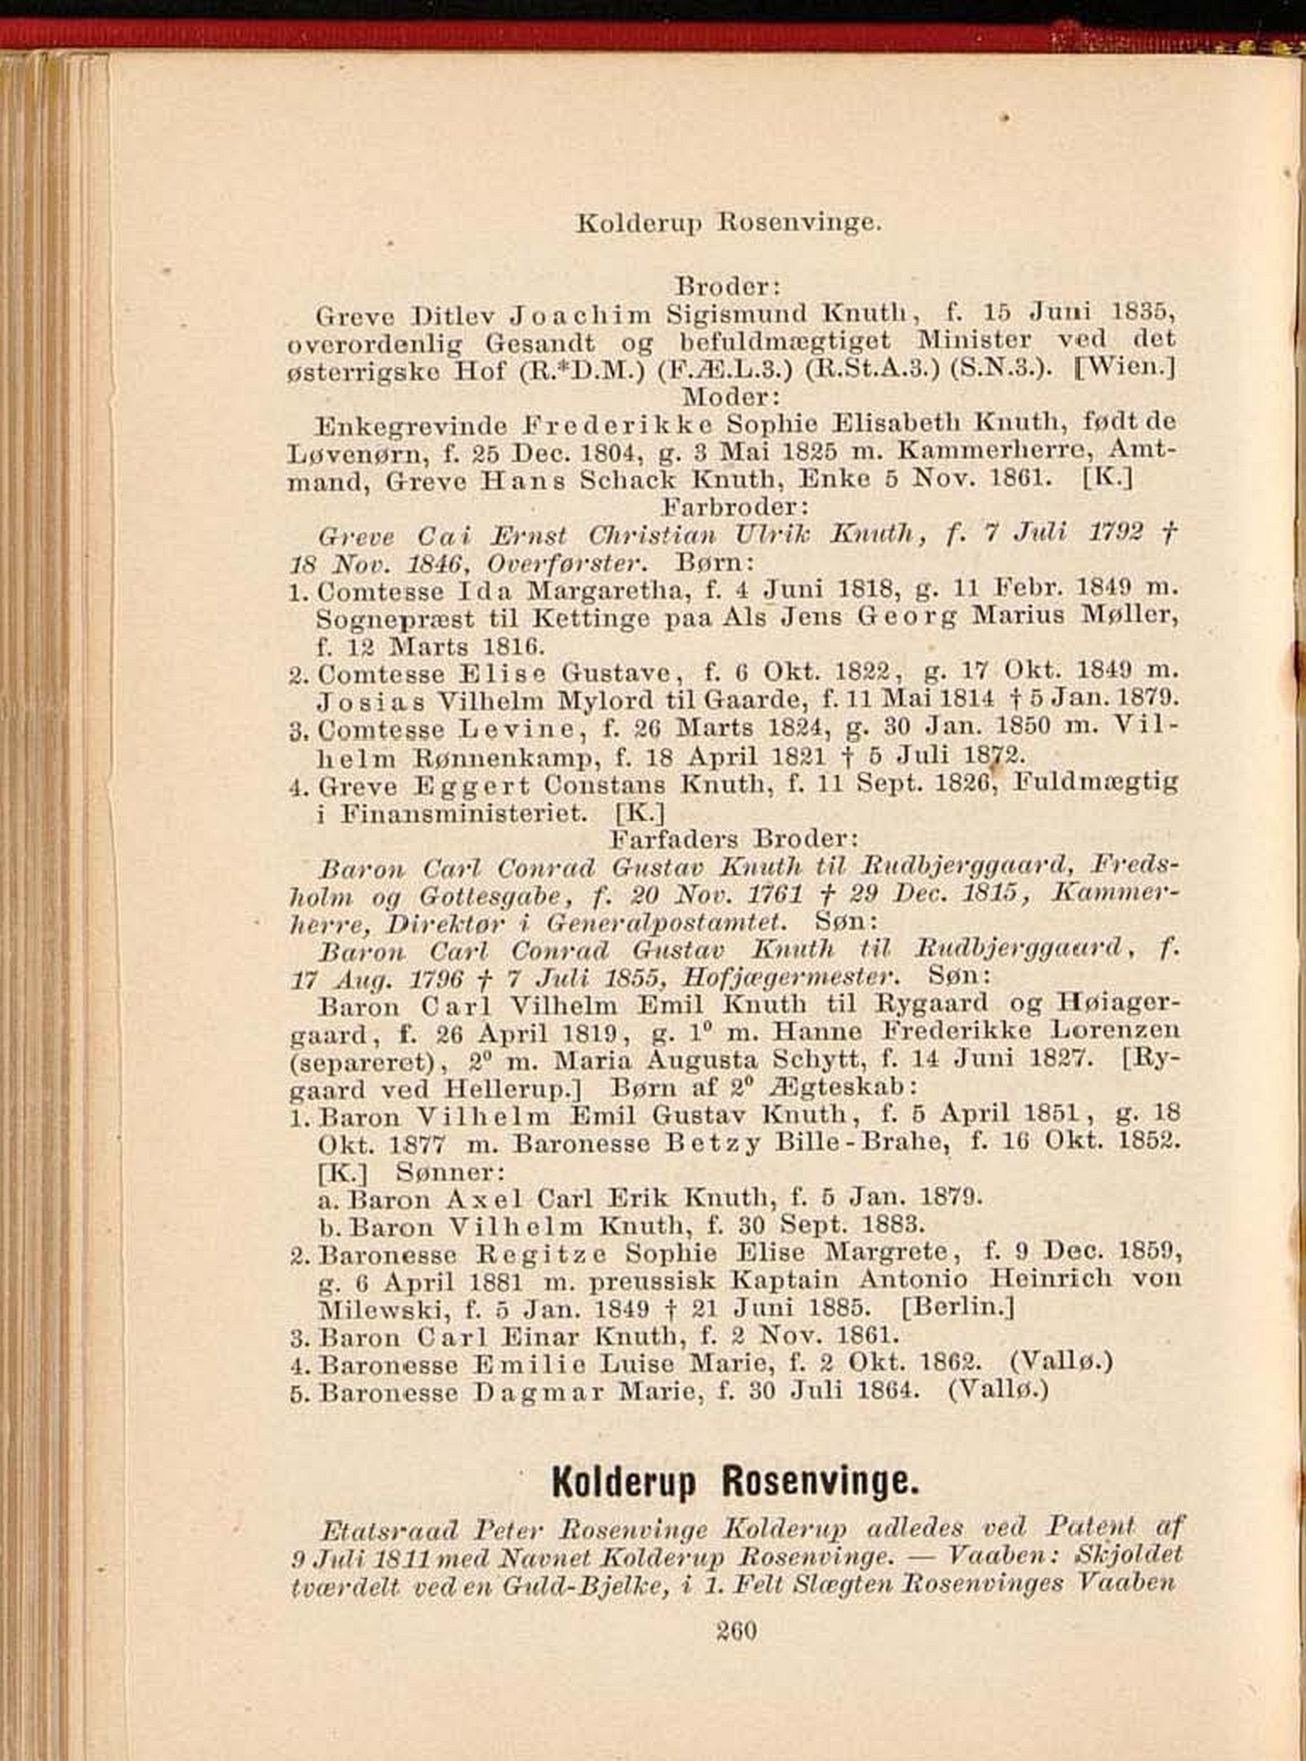 Kolderup Rosenvinge.
Broder:
Greve Ditlev Joachim Sigismund Knuth, f. 15 Juni 1835,
overordenlig Gesandt og befuldmægtiget Minister ved det
østerrigske Hof (R.*D.M.) (F.Æ.L.3.) (R.St.A.3.) (S.N.3.). [Wien.]
Moder:
Enkegrevinde Frederikke Sophie Elisabeth Knuth, født de
Løvenørn, f. 25 Dec. 1804, g. 3 Mai 1825 m. Kammerherre, Amt-
mand, Greve Hans Schack Knuth, Enke 5 Nov. 1861. [K.]
Farbroder:
Greve Cai Ernst Christian Ulrik Knuth, f. 7 Juli 1792 †
18 Nov. 1846, Overførster. Børn:
1. Comtesse Ida Margaretha, f. 4 Juni 1818, g. 11 Febr. 1849 m.
Sognepræst til Kettinge paa Als Jens Georg Marius Møller,
f. 12 Marts 1816.
2. Comtesse Elise Gustave, f. 6 Okt. 1822, g. 17 Okt. 1849 m.
Josias Vilhelm Mylord til Gaarde, f. 11 Mai 1814 † 5 Jan. 1879.
3. Comtesse Levine, f. 26 Marts 1824, g. 30 Jan. 1850 m. Vil-
helm Rønnenkamp, f. 18 April 1821 † 5 Juli 1872.
4. Greve Eggert Constans Knuth, f. 11 Sept. 1826, Fuldmægtig
i Finansministeriet. [K.]
Farfaders Broder:
Baron Carl Conrad Gustav Knuth til Rudbjerggaard, Freds-
holm og Gottesgabe, f. 20 Nov. 1761 † 29 Dec. 1815, Kammer-
herre, Direktør i Generalpostamtet. Søn:
Baron Carl Conrad Gustav Knuth til Rudbjerggaard, f.
17 Aug. 1796 † 7 Juli 1855, Hofjægermester. Søn:
Baron Carl Vilhelm Emil Knuth til Rygaard og Høiager-
gaard, f. 26 April 1819, g. 1⁰ m. Hanne Frederikke Lorenzen
(separeret), 2⁰ m. Maria Augusta Schytt, f. 14 Juni 1827. [Ry-
gaard ved Hellerup.] Børn af 2⁰ Ægteskab:
1. Baron Vilhelm Emil Gustav Knuth, f. 5 April 1851, g. 18
Okt. 1877 m. Baronesse Betzy Bille-Brahe, f. 16 Okt. 1852.
[K.] Sønner:
a. Baron Axel Carl Erik Knuth, f. 5 Jan. 1879.
b. Baron Vilhelm Knuth, f. 30 Sept. 1883.
2. Baronesse Regitze Sophie Elise Margrete, f. 9 Dec. 1859,
g. 6 April 1881 m. preussisk Kaptain Antonio Heinrich von
Milewski, f. 5 Jan. 1849 † 21 Juni 1885. [Berlin.]
3. Baron Carl Einar Knuth, f. 2 Nov. 1861.
4. Baronesse Emilie Luise Marie, f. 2 Okt. 1862. (Vallø.)
5. Baronesse Dagmar Marie, f. 30 Juli 1864. (Vallø.)
Kolderup Rosenvinge.
Etatsraad Peter Rosenvinge Kolderup adledes ved Patent af
9 Juli 1811 med Navnet Kolderup Rosenvinge. — Vaaben: Skjoldet
tværdelt ved en Guld-Bjelke, i 1. Felt Slægten Rosenvinges Vaaben
260